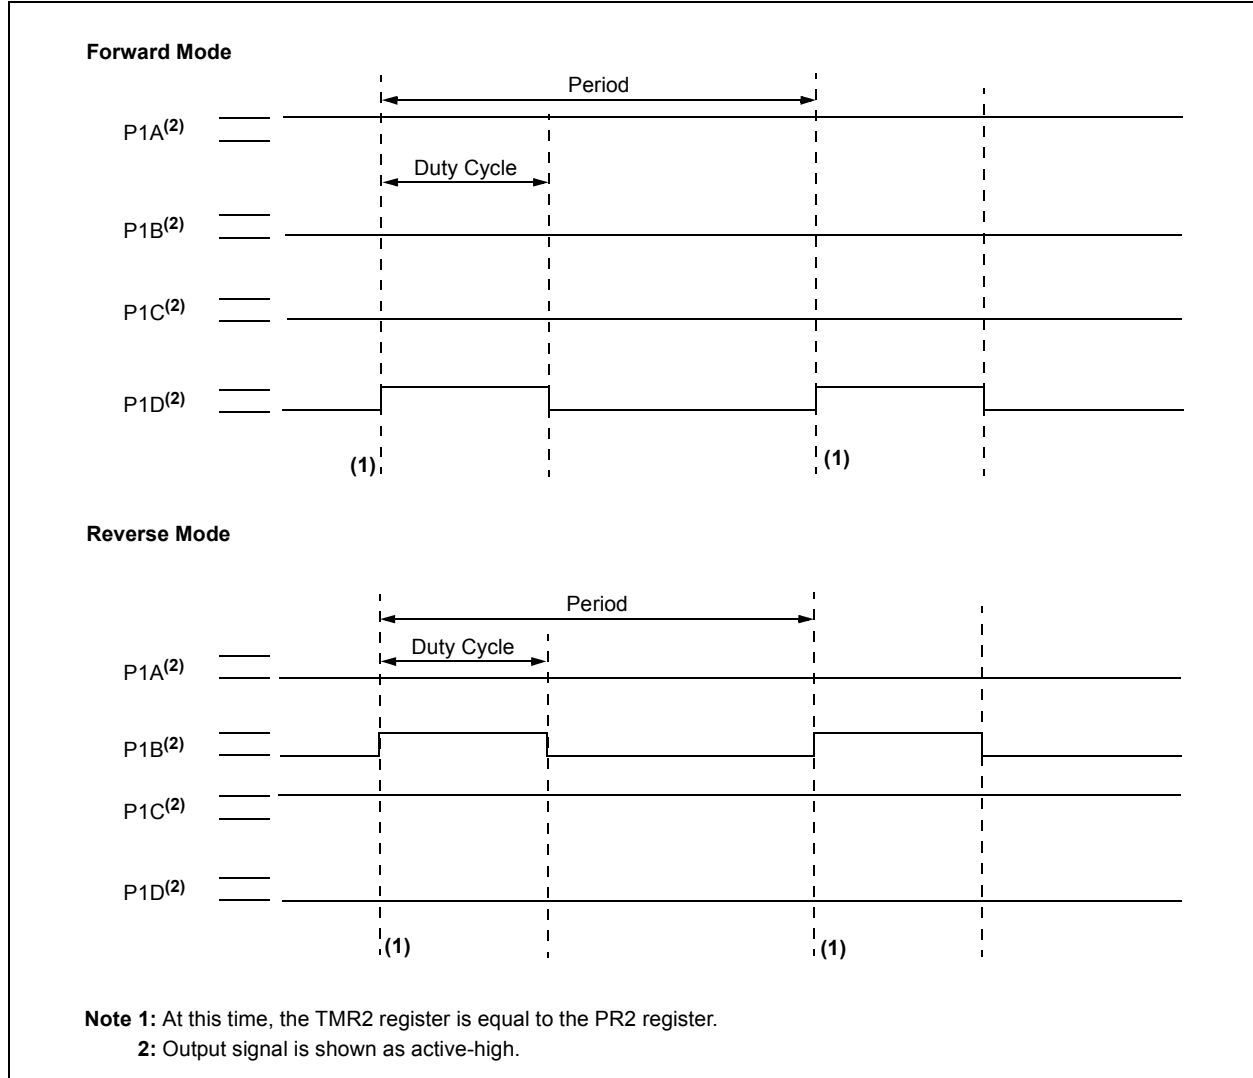 Forward Mode
Period
P1A(2)
Duty Cycle
P1B(2)
P1C(2)
P1D(2)
(1) (1)
Reverse Mode
Period
Duty Cycle
P1A(2)
P1B(2)
P1C(2)
P1D(2)
(1) (1)
Note 1: At this time, the TMR2 register is equal to the PR2 register.
2: Output signal is shown as active-high.